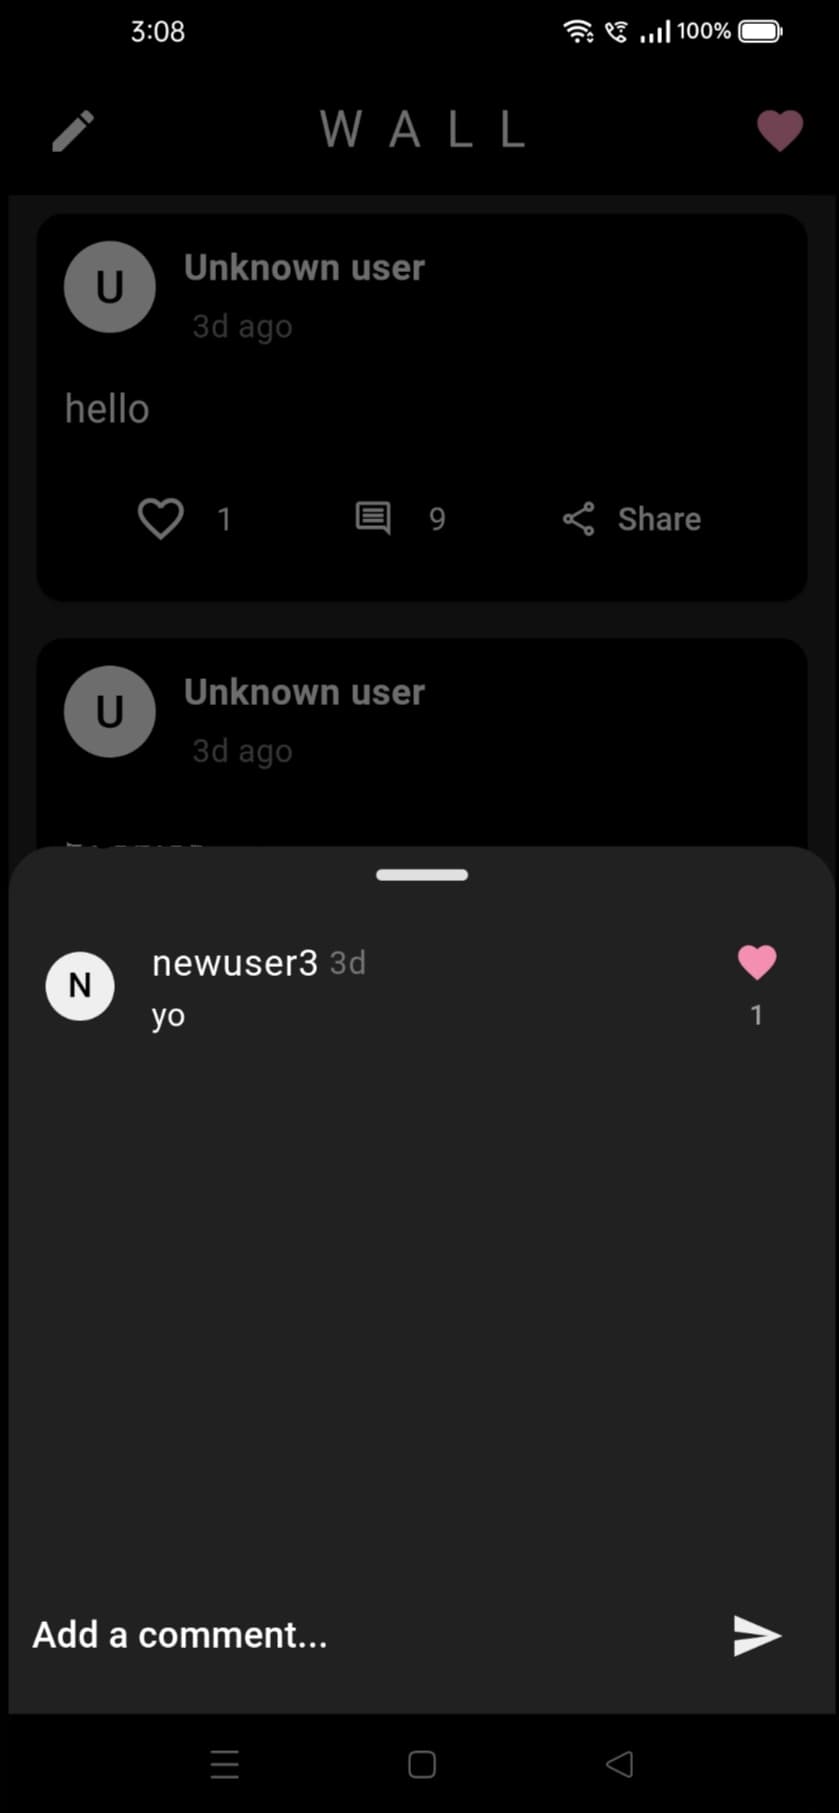 3:08 100%
W A L L
U Unknown user
3d ago
hello
1 9 Share
U Unknown user
3d ago
N newuser3 3d
yo
1
Add a comment...